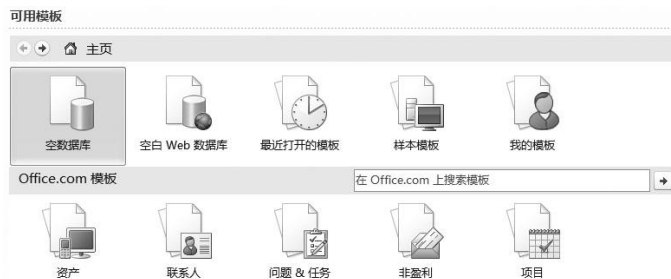 可用模板
主页
空数据库 空白 Web 数据库 最近打开的模板 样本模板 我的模板
Office.com 模板 在 Office.com 上搜索模板
资产 联系人 问题 & 任务 非盈利 项目